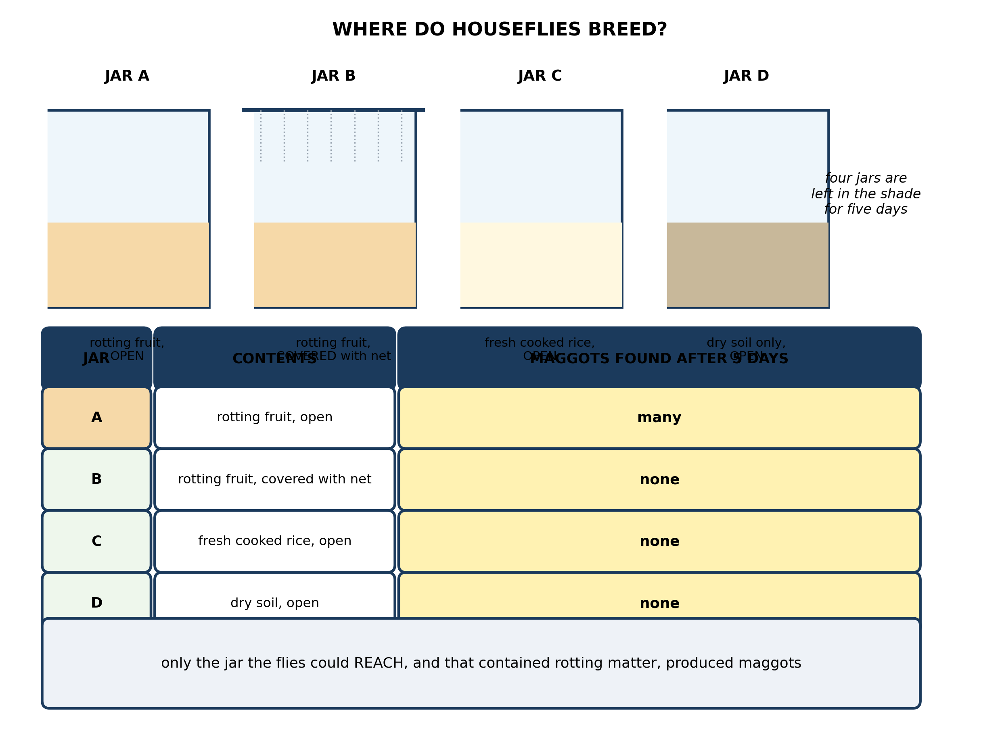 WHERE DO HOUSEFLIES BREED?
JAR A
JAR B
JAR C
JAR D
four jars are
left in the shade
for five days
rotting fruit,
OPEN
rotting fruit,
COVERED with net
fresh cooked rice,
OPEN
dry soil only,
OPEN
JAR
CONTENTS
MAGGOTS FOUND AFTER 5 DAYS
A
rotting fruit, open
many
B
rotting fruit, covered with net
none
C
fresh cooked rice, open
none
D
dry soil, open
none
only the jar the flies could REACH, and that contained rotting matter, produced maggots